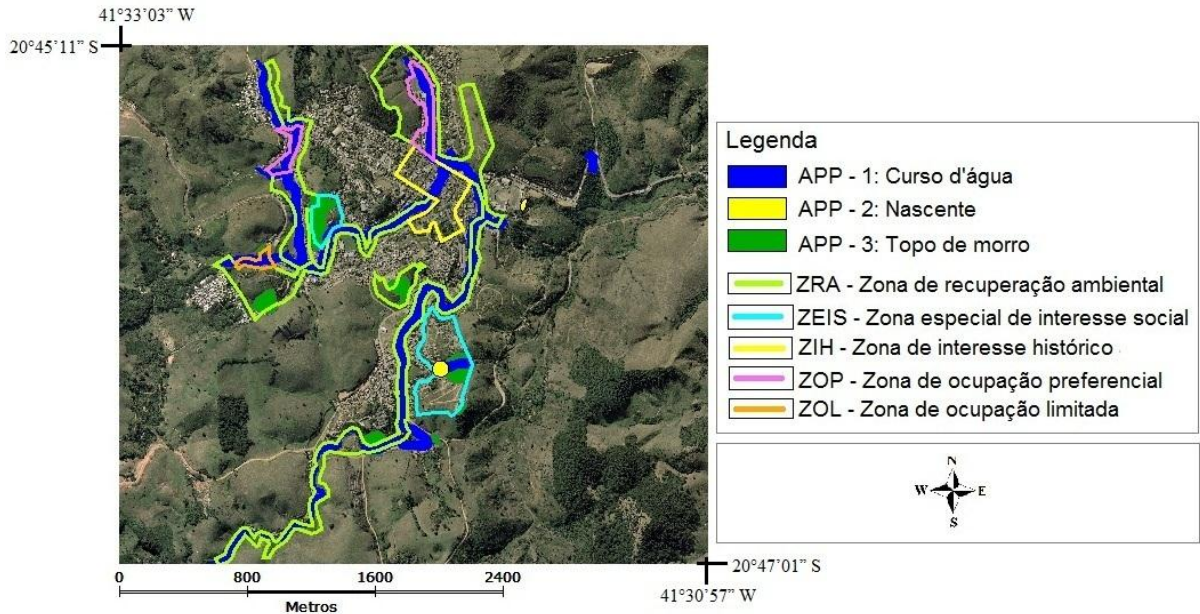 41°33’03’’ W
20°45’11’’ S
Legenda
APP - 1: Curso d'água
APP - 2: Nascente
APP - 3: Topo de morro
ZRA - Zona de recuperação ambiental
ZEIS - Zona especial de interesse social
ZIH - Zona de interesse histórico
ZOP - Zona de ocupação preferencial
ZOL - Zona de ocupação limitada
N
W E
S
20°47’01’’ S
41°30’57’’ W
0 800 1600 2400
Metros